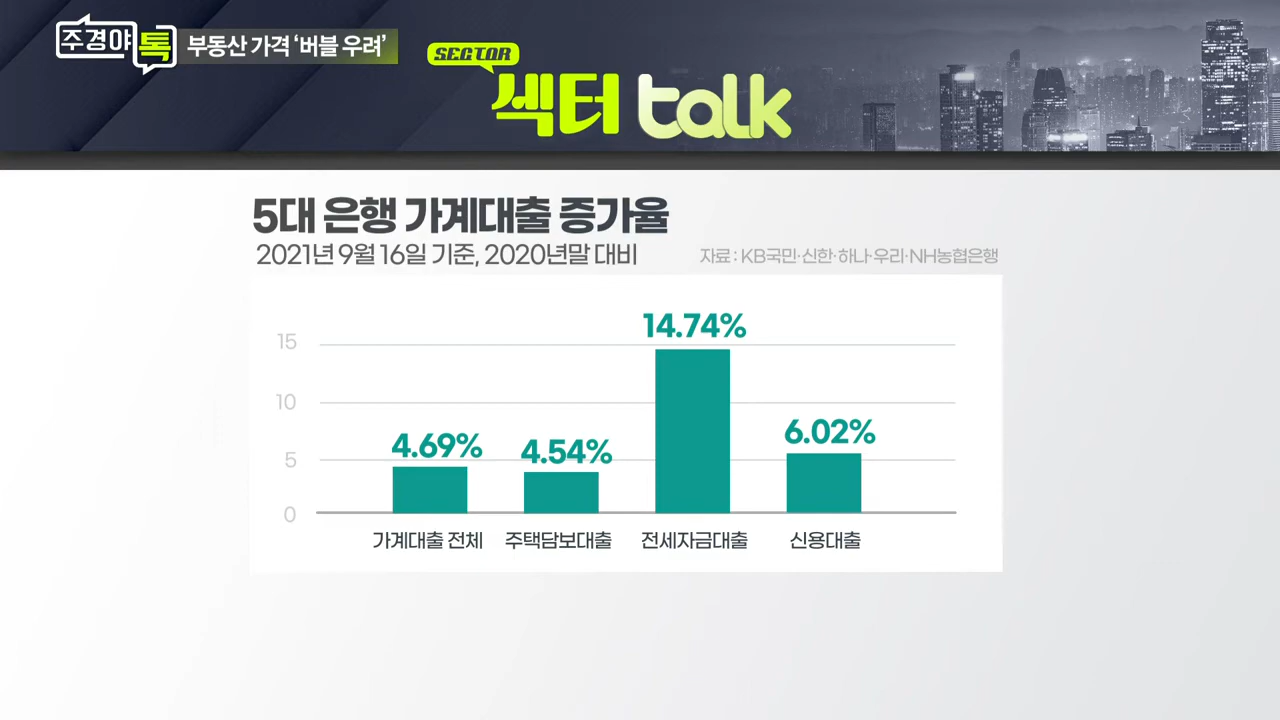 주경야톡
부동산 가격 ‘버블 우려’
SECTOR
섹터 talk
5대 은행 가계대출 증가율
2021년 9월 16일 기준, 2020년말 대비
자료 : KB국민·신한·하나·우리·NH농협은행
15
10
5
0
4.69%
4.54%
14.74%
6.02%
가계대출 전체
주택담보대출
전세자금대출
신용대출